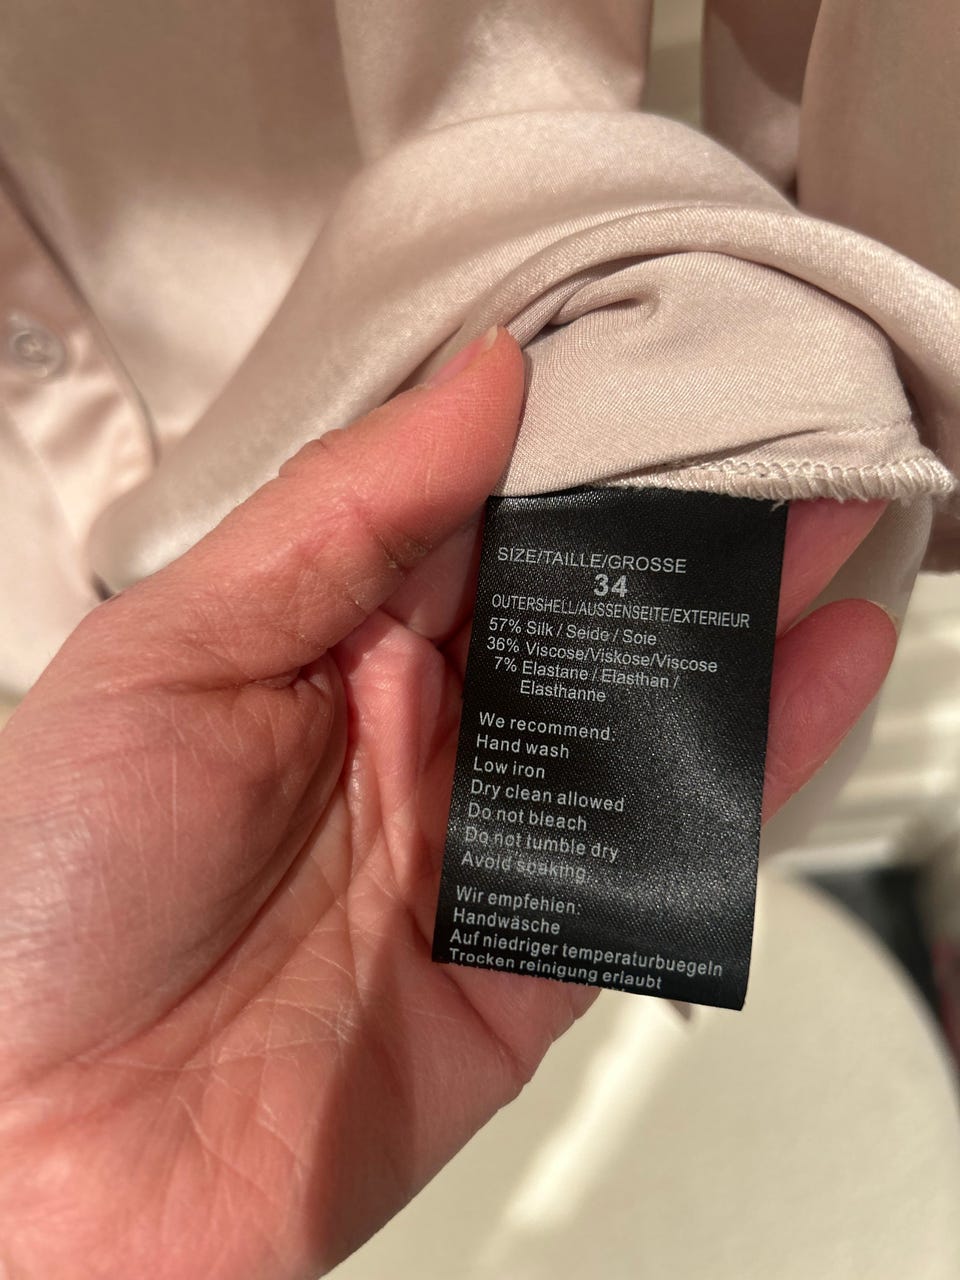 SIZE/TAILLE/GROSSE
34
OUTERSHELL/AUSSENSEITE/EXTERIEUR
57% Silk / Seide / Soie
36% Viscose/Viskose/Viscose
7% Elastane / Elasthan /
Elasthanne
We recommend:
Hand wash
Low iron
Dry clean allowed
Do not bleach
Do not tumble dry
Avoid soaking.
Wir empfehlen:
Handwäsche
Auf niedriger temperaturbuegeln
Trocken reinigung erlaubt